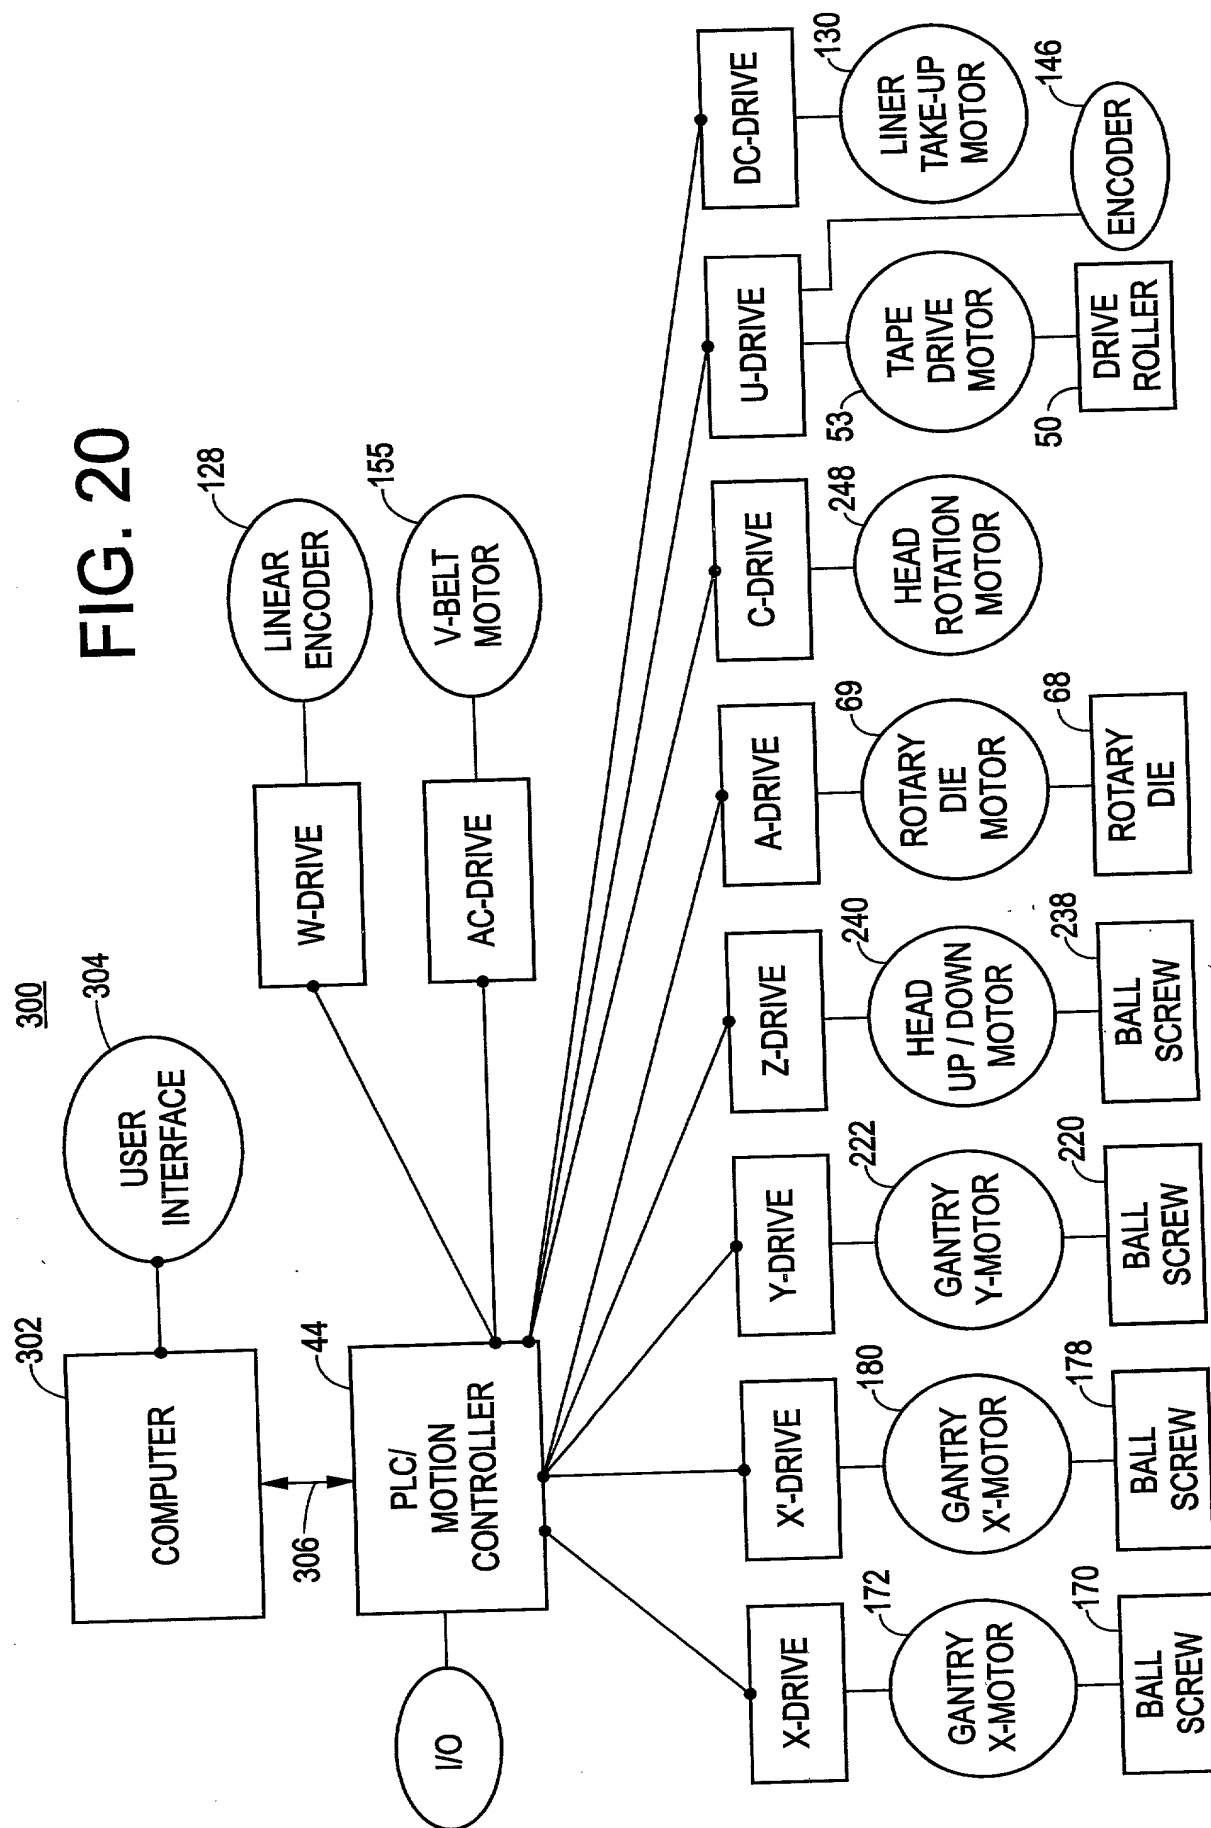 FIG. 20
300
302
COMPUTER
304
USER
INTERFACE
306
44
PLC/
MOTION
CONTROLLER
I/O
W-DRIVE
128
LINEAR
ENCODER
AC-DRIVE
155
V-BELT
MOTOR
X-DRIVE
X'-DRIVE
Y-DRIVE
Z-DRIVE
A-DRIVE
C-DRIVE
U-DRIVE
DC-DRIVE
172
GANTRY
X-MOTOR
180
GANTRY
X'-MOTOR
222
GANTRY
Y-MOTOR
240
HEAD
UP / DOWN
MOTOR
69
ROTARY
DIE
MOTOR
248
HEAD
ROTATION
MOTOR
53
TAPE
DRIVE
MOTOR
130
LINER
TAKE-UP
MOTOR
170
BALL
SCREW
178
BALL
SCREW
220
BALL
SCREW
238
BALL
SCREW
68
ROTARY
DIE
50
DRIVE
ROLLER
146
ENCODER